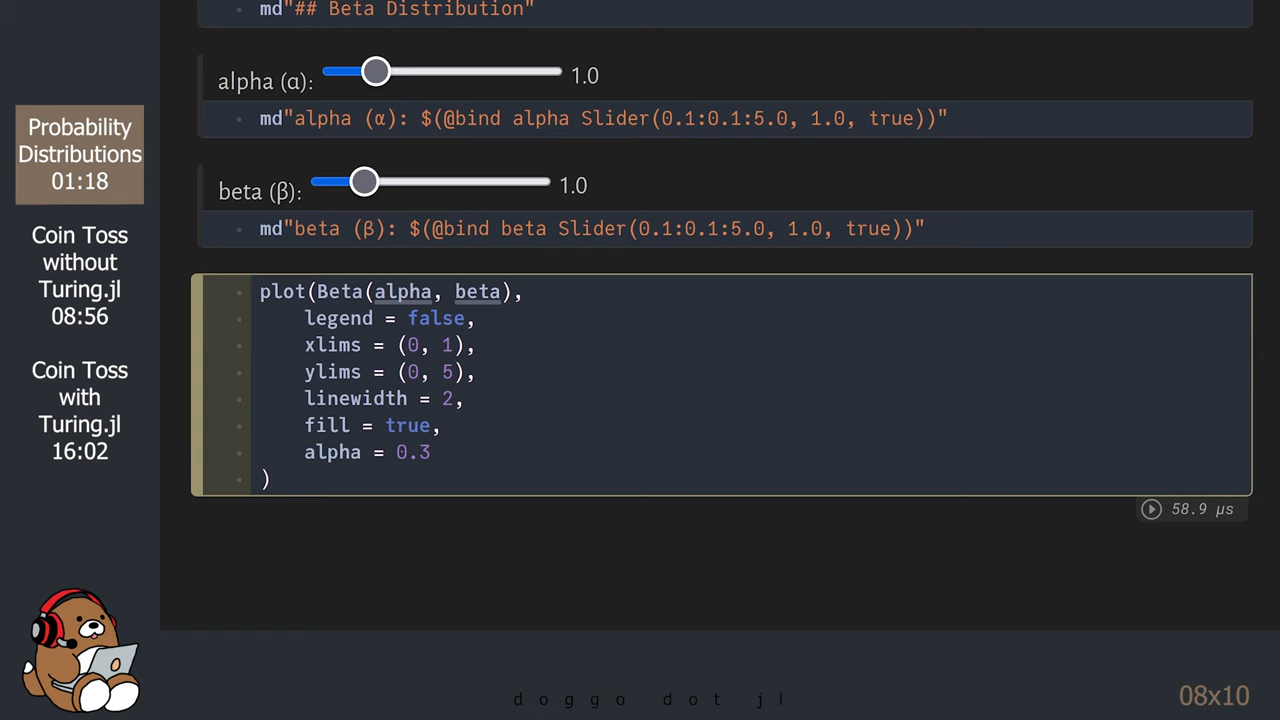 Probability
Distributions
01:18
Coin Toss
without
Turing.jl
08:56
Coin Toss
with
Turing.jl
16:02
md"## Beta Distribution"
alpha (α): 1.0
md"alpha (α): $(@bind alpha Slider(0.1:0.1:5.0, 1.0, true))"
beta (β): 1.0
md"beta (β): $(@bind beta Slider(0.1:0.1:5.0, 1.0, true))"
plot(Beta(alpha, beta),
legend = false,
xlims = (0, 1),
ylims = (0, 5),
linewidth = 2,
fill = true,
alpha = 0.3
)
58.9 μs
doggo dot jl
08x10